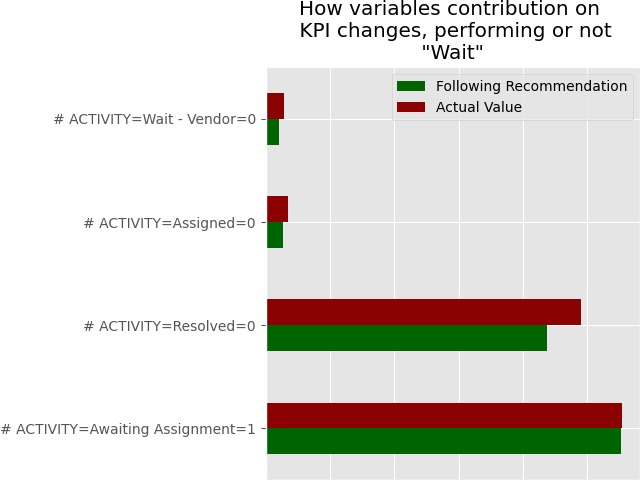 How variables contribution on
KPI changes, performing or not
"Wait"
Following Recommendation
Actual Value
# ACTIVITY=Wait - Vendor=0
# ACTIVITY=Assigned=0
# ACTIVITY=Resolved=0
# ACTIVITY=Awaiting Assignment=1